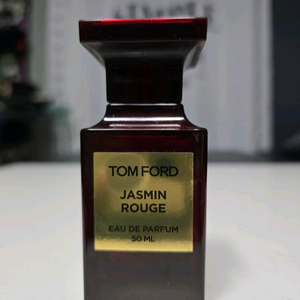 TOM FORD
JASMIN
ROUGE
EAU DE PARFUM
50 ML